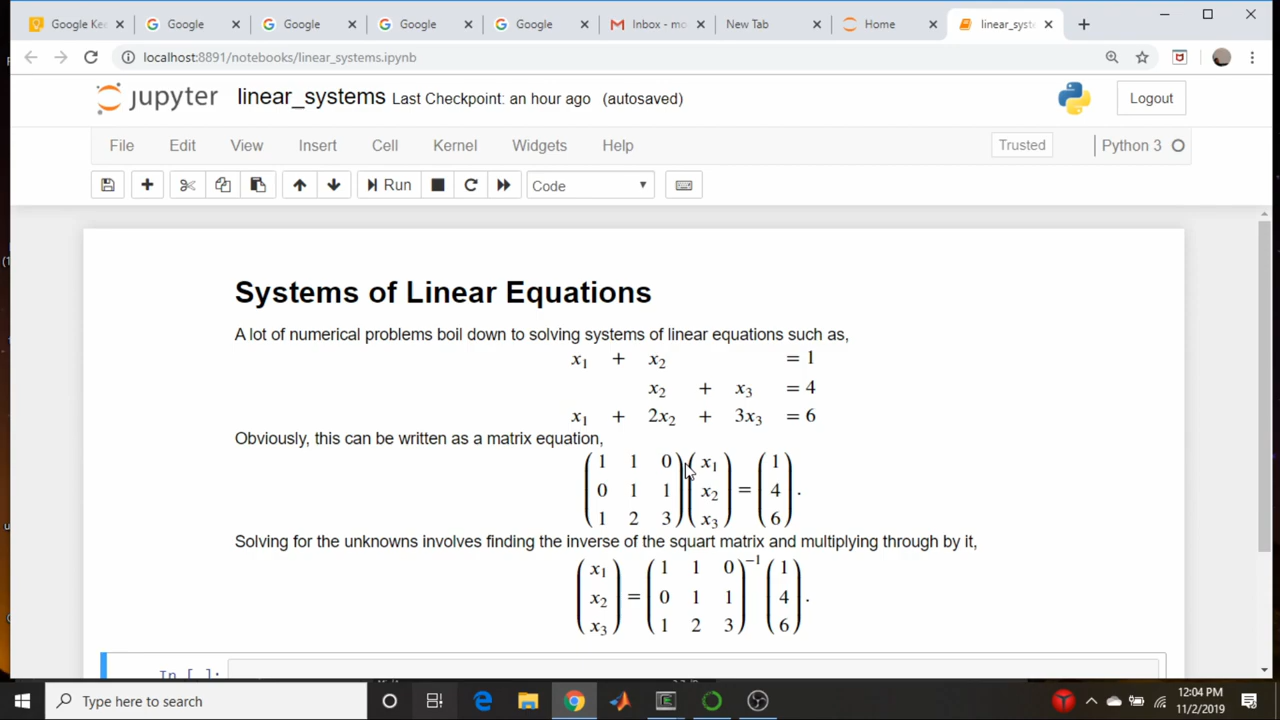 Google Kee Google Google Google Google Inbox - mo New Tab Home linear_syste
localhost:8891/notebooks/linear_systems.ipynb
jupyter linear_systems Last Checkpoint: an hour ago (autosaved) Logout
File Edit View Insert Cell Kernel Widgets Help Trusted Python 3
Run Code
Systems of Linear Equations
A lot of numerical problems boil down to solving systems of linear equations such as,
x₁ + x₂ = 1
x₂ + x₃ = 4
x₁ + 2x₂ + 3x₃ = 6
Obviously, this can be written as a matrix equation,
1 1 0 x₁ 1
0 1 1 x₂ = 4 .
1 2 3 x₃ 6
Solving for the unknowns involves finding the inverse of the squart matrix and multiplying through by it,
x₁ 1 1 0 −1 1
x₂ = 0 1 1 4 .
x₃ 1 2 3 6
In [ ]:
Type here to search
12:04 PM
11/2/2019